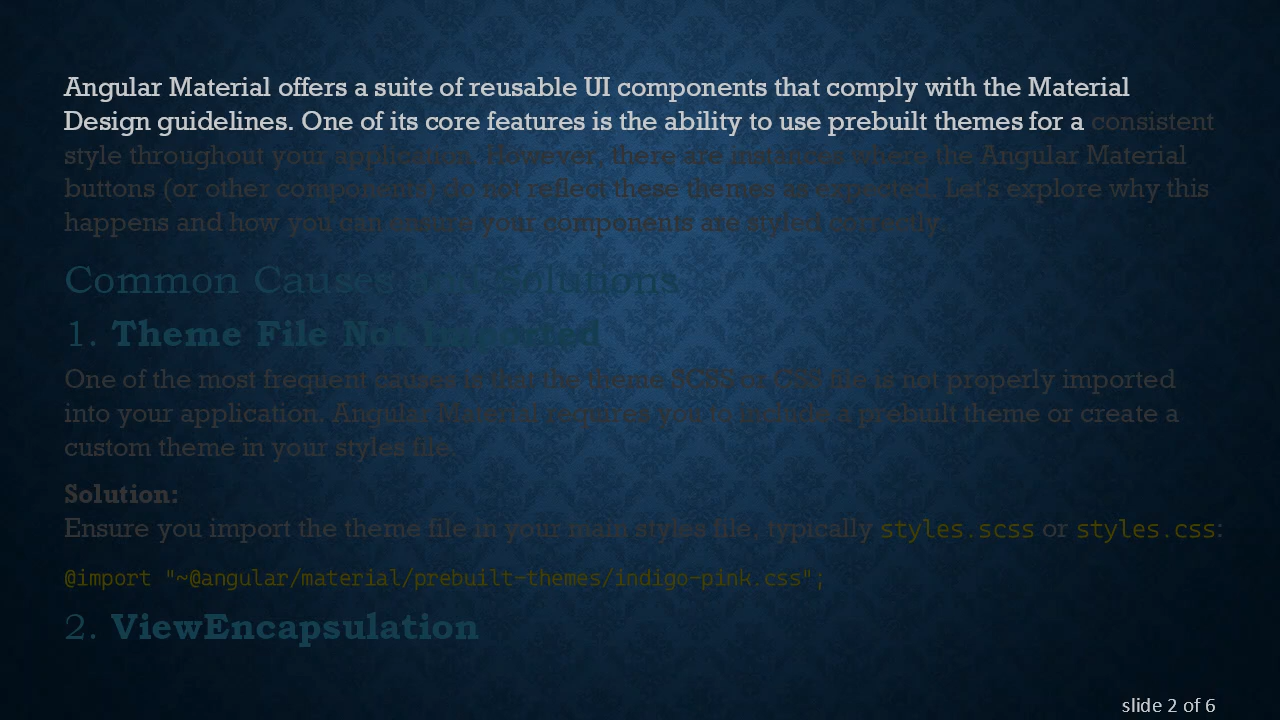 Angular Material offers a suite of reusable UI components that comply with the Material
Design guidelines. One of its core features is the ability to use prebuilt themes for a consistent
style throughout your application. However, there are instances where the Angular Material
buttons (or other components) do not reflect these themes as expected. Let's explore why this
happens and how you can ensure your components are styled correctly.
Common Causes and Solutions
1. Theme File Not Imported
One of the most frequent causes is that the theme SCSS or CSS file is not properly imported
into your application. Angular Material requires you to include a prebuilt theme or create a
custom theme in your styles file.
Solution:
Ensure you import the theme file in your main styles file, typically styles.scss or styles.css:
@import "~@angular/material/prebuilt-themes/indigo-pink.css";
2. ViewEncapsulation
slide 2 of 6